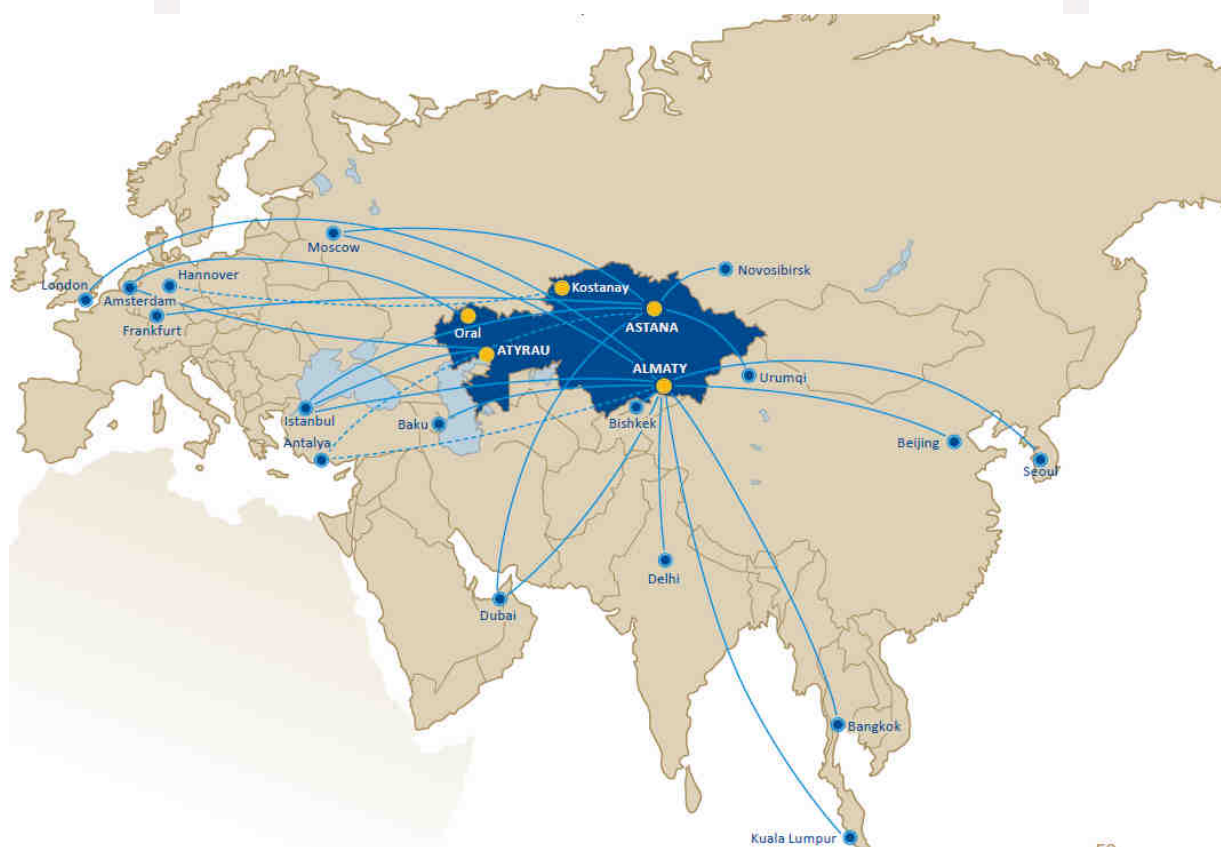 Moscow
London
Hannover
Amsterdam
Frankfurt
Novosibirsk
Kostanay
Oral
ASTANA
ATYRAU
ALMATY
Urumqi
Istanbul
Baku
Bishkek
Antalya
Beijing
Seoul
Delhi
Dubai
Bangkok
Kuala Lumpur